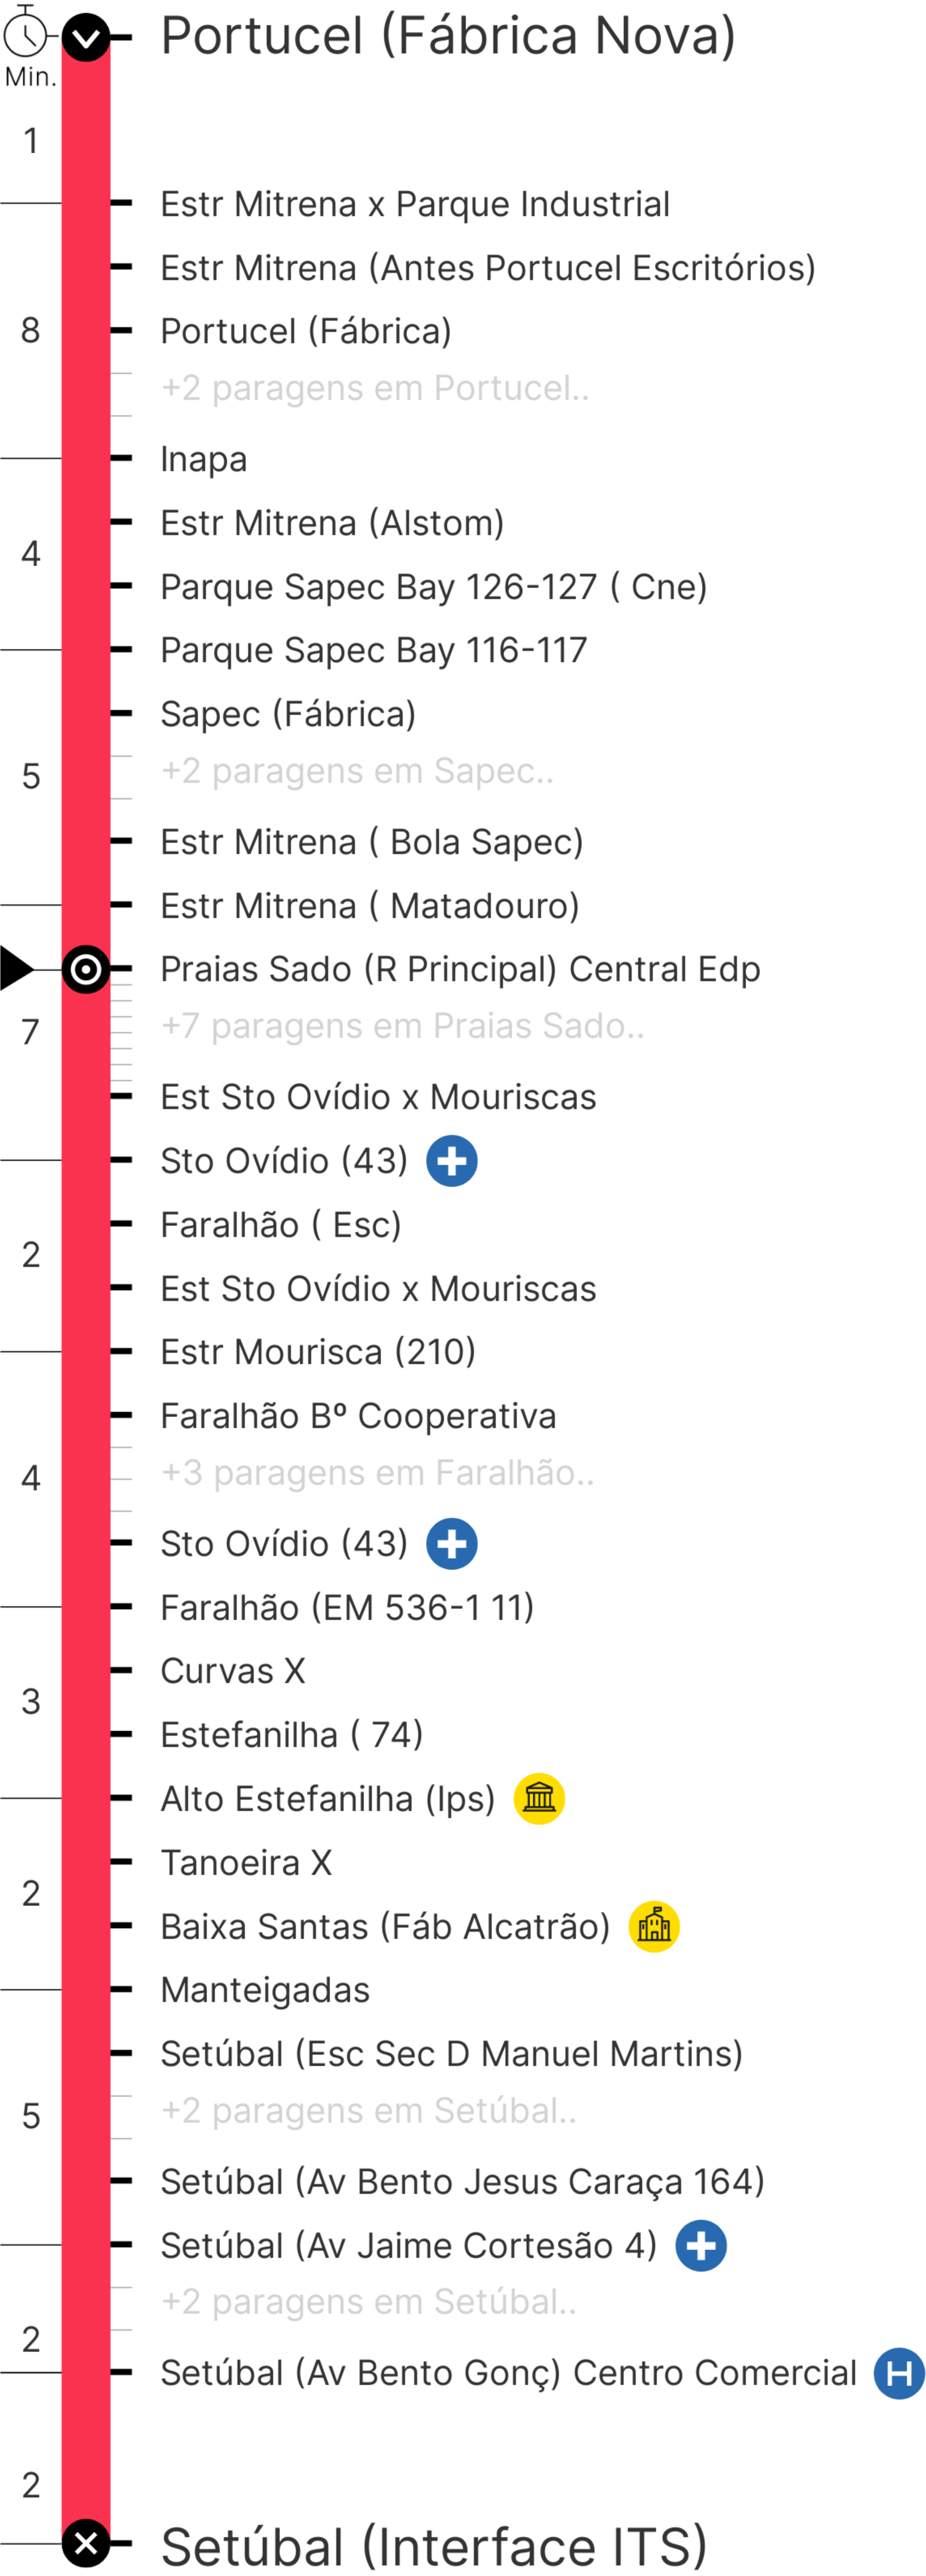 Portucel (Fábrica Nova)
Min.
1
Estr Mitrena x Parque Industrial
Estr Mitrena (Antes Portucel Escritórios)
8
Portucel (Fábrica)
+2 paragens em Portucel..
Inapa
Estr Mitrena (Alstom)
4
Parque Sapec Bay 126-127 ( Cne)
Parque Sapec Bay 116-117
Sapec (Fábrica)
5
+2 paragens em Sapec..
Estr Mitrena ( Bola Sapec)
Estr Mitrena ( Matadouro)
Praias Sado (R Principal) Central Edp
7
+7 paragens em Praias Sado..
Est Sto Ovídio x Mouriscas
Sto Ovídio (43)
Faralhão ( Esc)
2
Est Sto Ovídio x Mouriscas
Estr Mourisca (210)
Faralhão Bº Cooperativa
4
+3 paragens em Faralhão..
Sto Ovídio (43)
Faralhão (EM 536-1 11)
Curvas X
3
Estefanilha ( 74)
Alto Estefanilha (Ips)
Tanoeira X
2
Baixa Santas (Fáb Alcatrão)
Manteigadas
Setúbal (Esc Sec D Manuel Martins)
5
+2 paragens em Setúbal..
Setúbal (Av Bento Jesus Caraça 164)
Setúbal (Av Jaime Cortesão 4)
+2 paragens em Setúbal..
2
Setúbal (Av Bento Gonç) Centro Comercial H
2
Setúbal (Interface ITS)